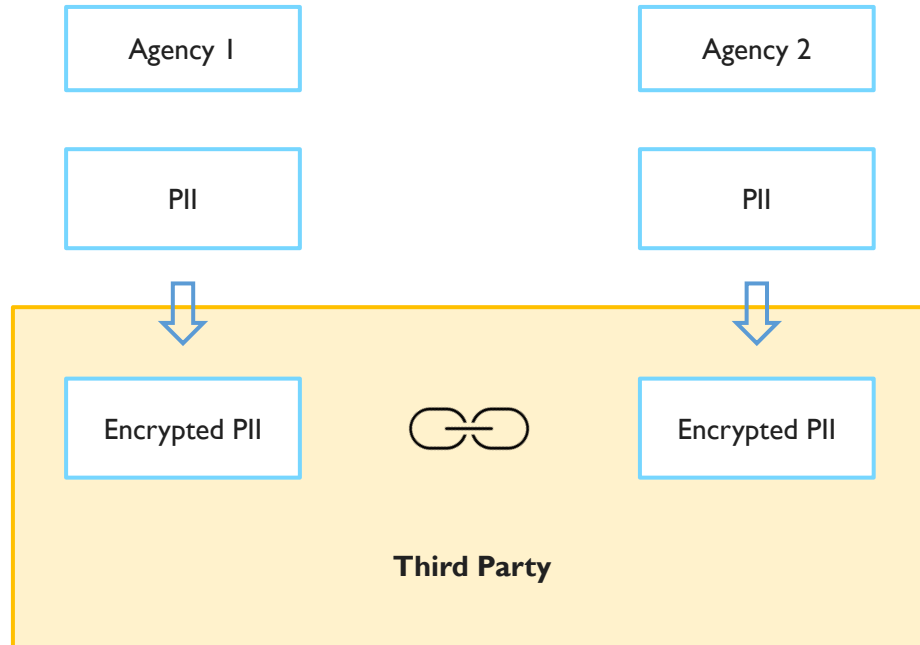 Agency 1
Agency 2
PII
PII
Encrypted PII
Encrypted PII
Third Party